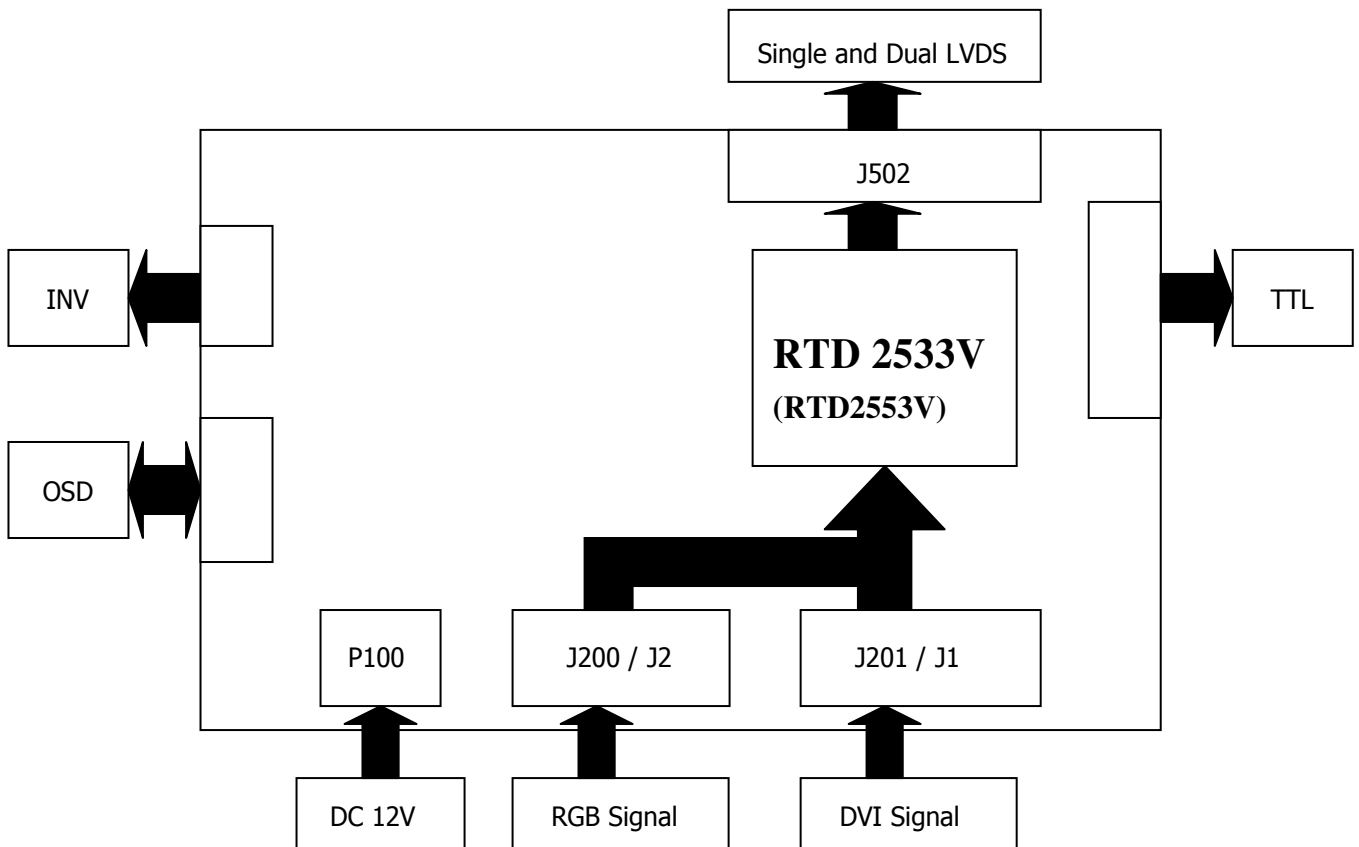 Single and Dual LVDS
J502
INV
TTL
RTD 2533V
(RTD2553V)
OSD
P100
J200 / J2
J201 / J1
DC 12V
RGB Signal
DVI Signal